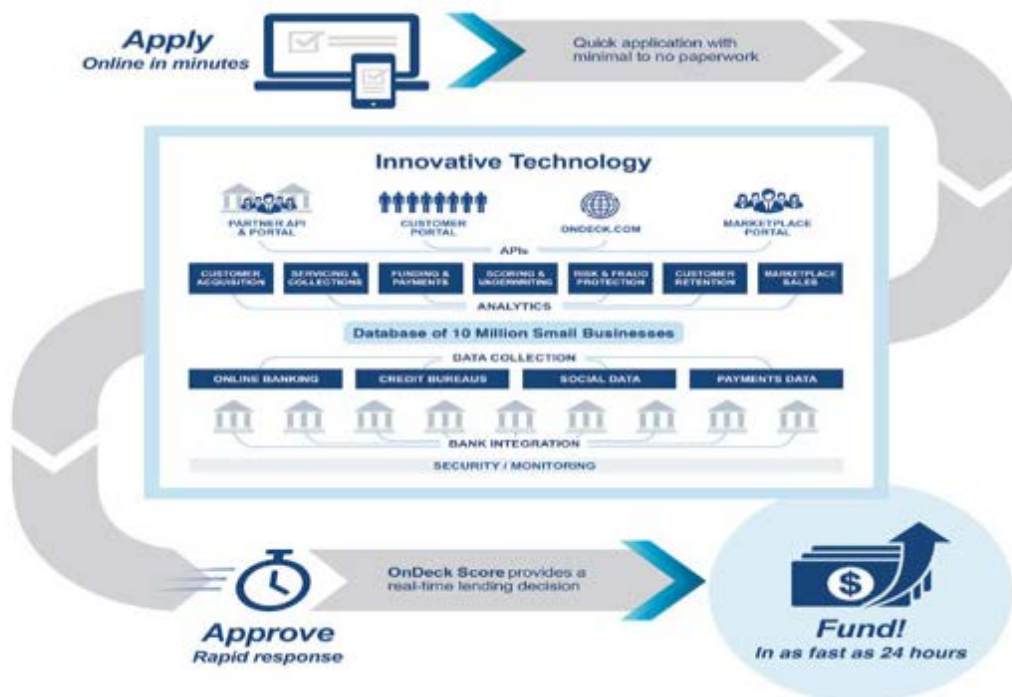 Apply
Online in minutes
Quick application with
minimal to no paperwork
Innovative Technology
PARTNER API
& PORTAL
CUSTOMER
PORTAL
ONDECK.COM
MARKETPLACE
PORTAL
APIs
CUSTOMER
ACQUISITION
SERVICING &
COLLECTIONS
FUNDING &
PAYMENTS
SCORING &
UNDERWRITING
RISK & FRAUD
PROTECTION
CUSTOMER
RETENTION
MARKETPLACE
SALES
ANALYTICS
Database of 10 Million Small Businesses
DATA COLLECTION
ONLINE BANKING
CREDIT BUREAUS
SOCIAL DATA
PAYMENTS DATA
BANK INTEGRATION
SECURITY / MONITORING
Approve
Rapid response
OnDeck Score provides a
real-time lending decision
$
Fund!
In as fast as 24 hours